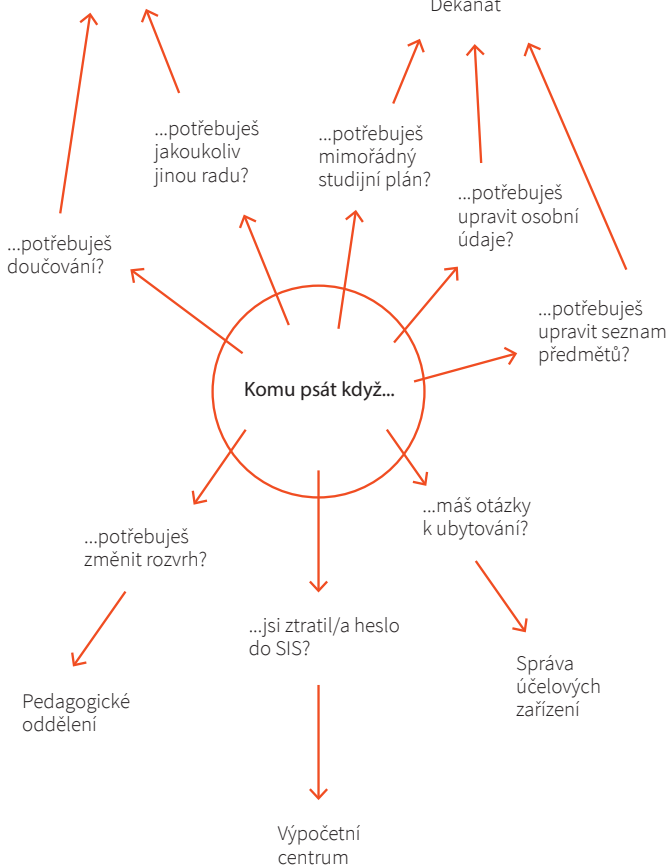 Děkanát
...potřebuješ
jakoukoliv
jinou radu?
...potřebuješ
mimořádný
studijní plán?
...potřebuješ
upravit osobní
údaje?
...potřebuješ
doučování?
...potřebuješ
upravit seznam
předmětů?
Komu psát když...
...máš otázky
k ubytování?
...potřebuješ
změnit rozvrh?
...jsi ztratil/a heslo
do SIS?
Správa
účelových
zařízení
Pedagogické
oddělení
Výpočetní
centrum